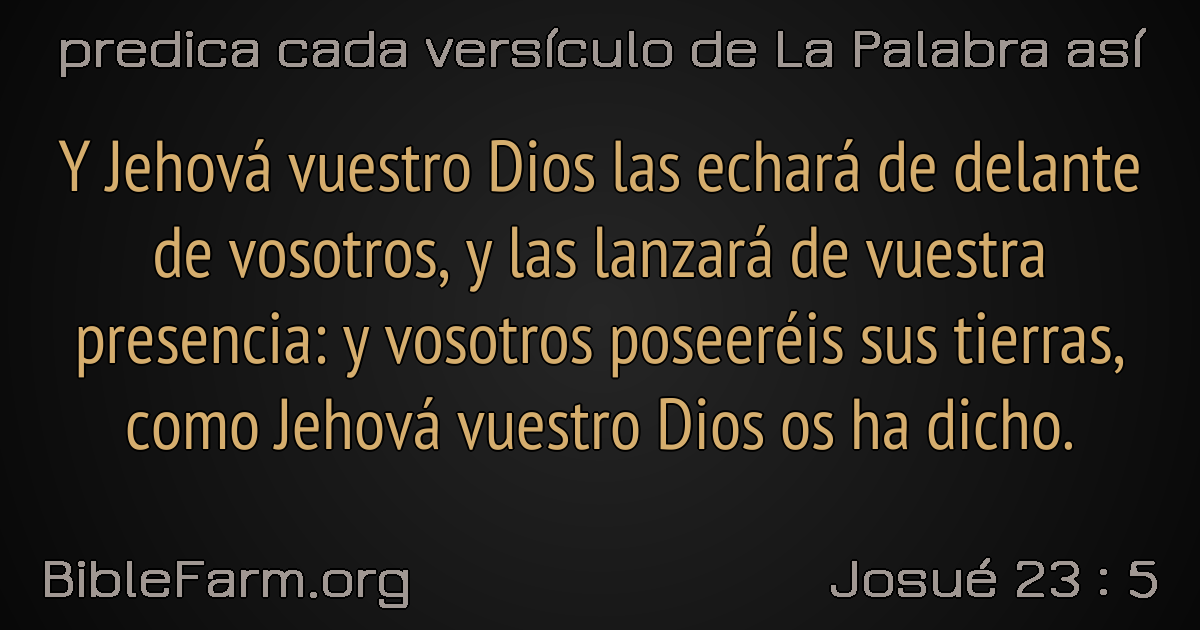 predica cada versículo de La Palabra así
Y Jehová vuestro Dios las echará de delante
de vosotros, y las lanzará de vuestra
presencia: y vosotros poseeréis sus tierras,
como Jehová vuestro Dios os ha dicho.
BibleFarm.org
Josué 23 : 5